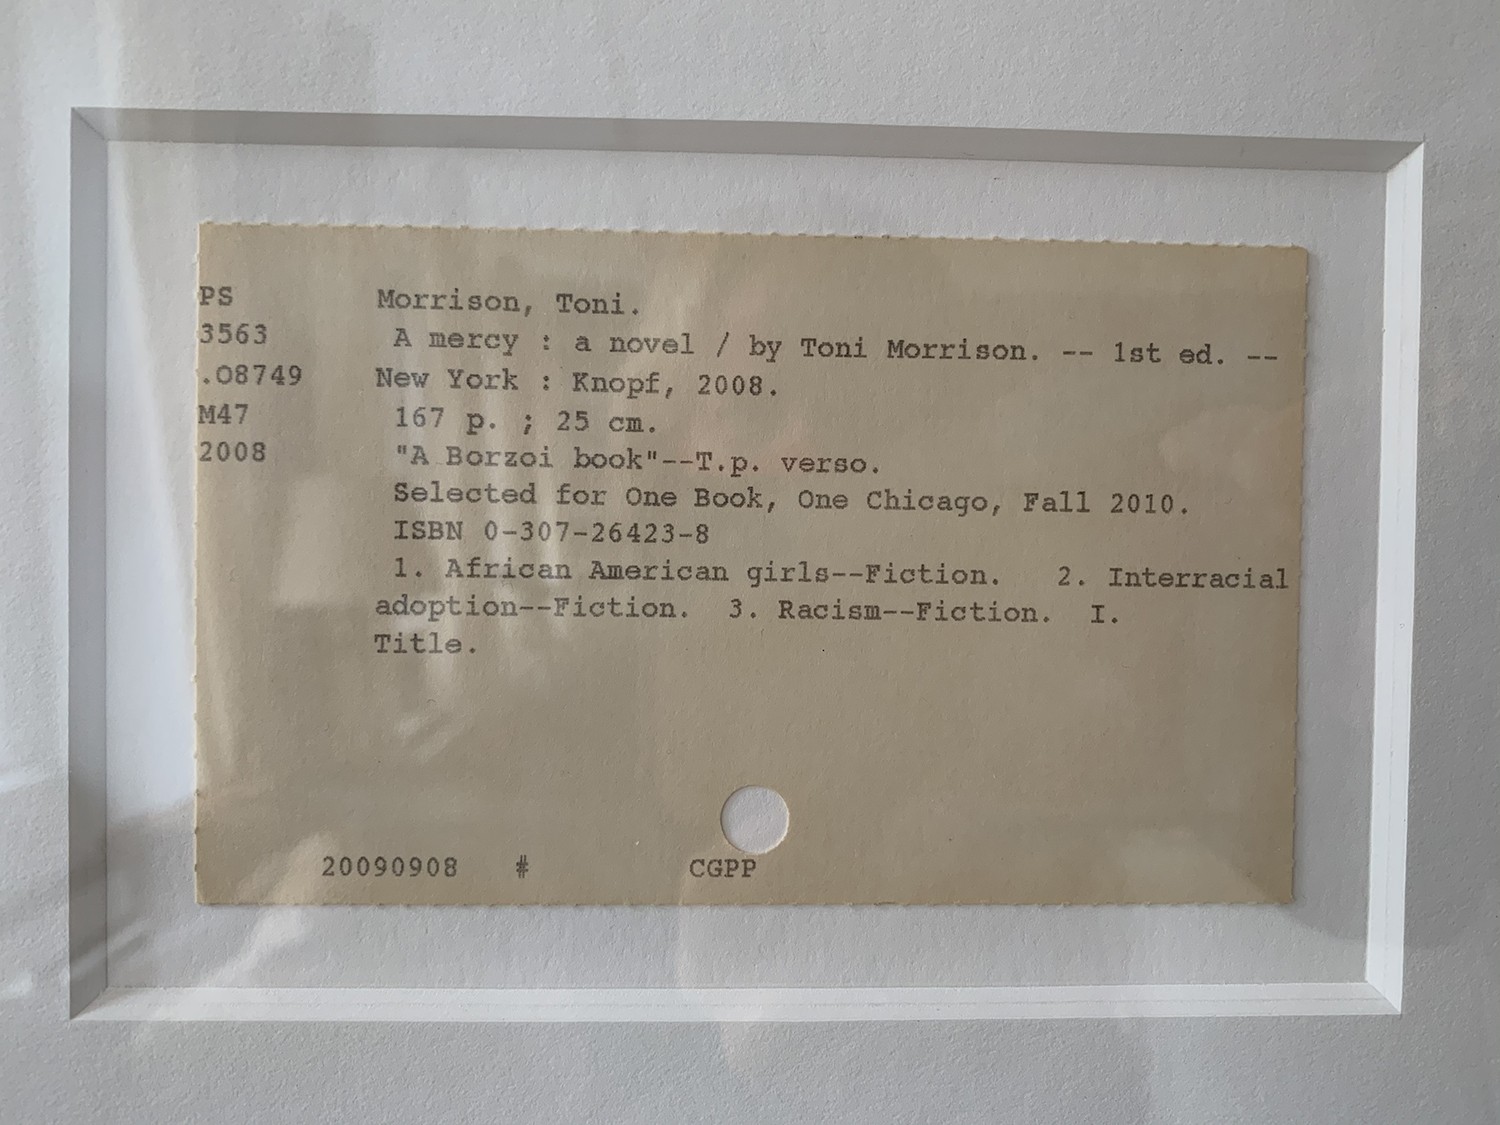 PS Morrison, Toni.
3563 A mercy : a novel / by Toni Morrison. -- 1st ed. --
.O8749 New York : Knopf, 2008.
M47 167 p. ; 25 cm.
2008 "A Borzoi book"--T.p. verso.
Selected for One Book, One Chicago, Fall 2010.
ISBN 0-307-26423-8
1. African American girls--Fiction. 2. Interracial
adoption--Fiction. 3. Racism--Fiction. I.
Title.
20090908 # CGPP